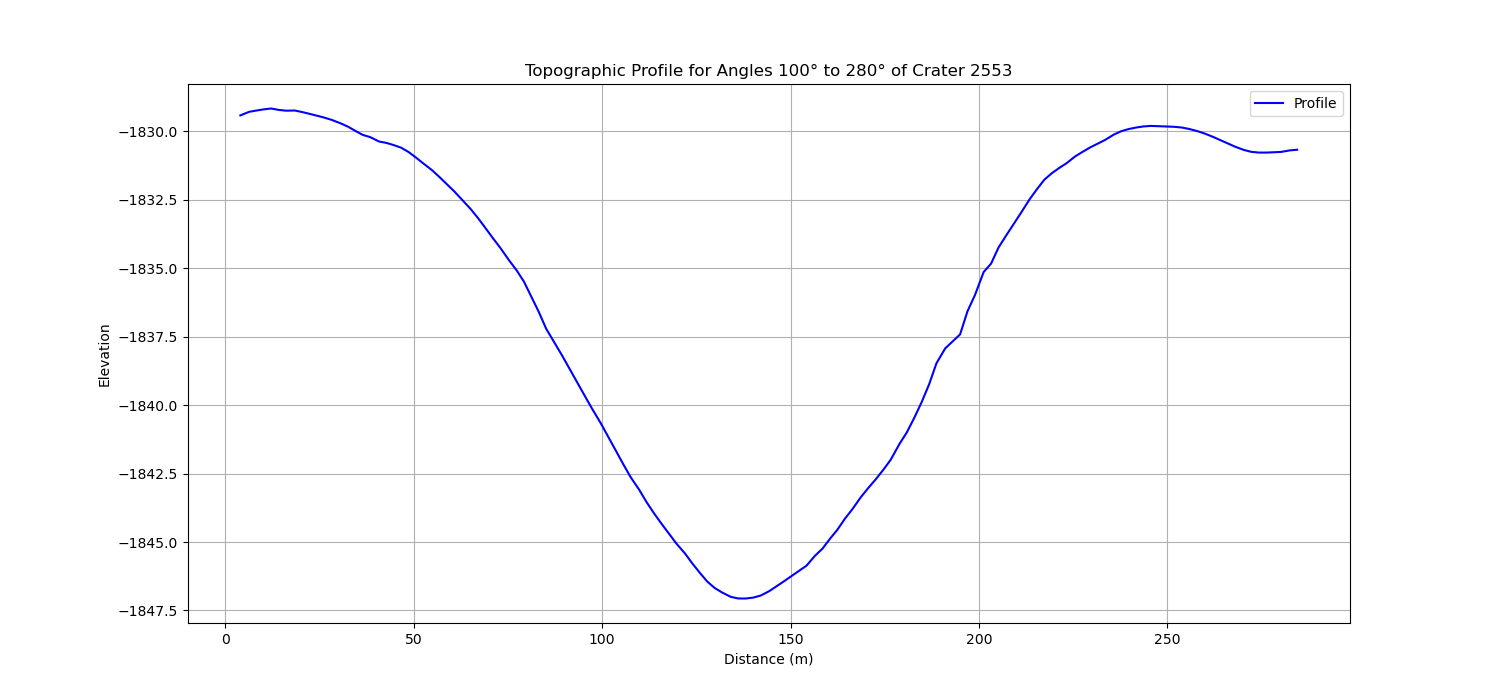 Topographic Profile for Angles 100° to 280° of Crater 2553
Profile
−1830.0
−1832.5
−1835.0
−1837.5
−1840.0
−1842.5
−1845.0
−1847.5
Elevation
0 50 100 150 200 250
Distance (m)